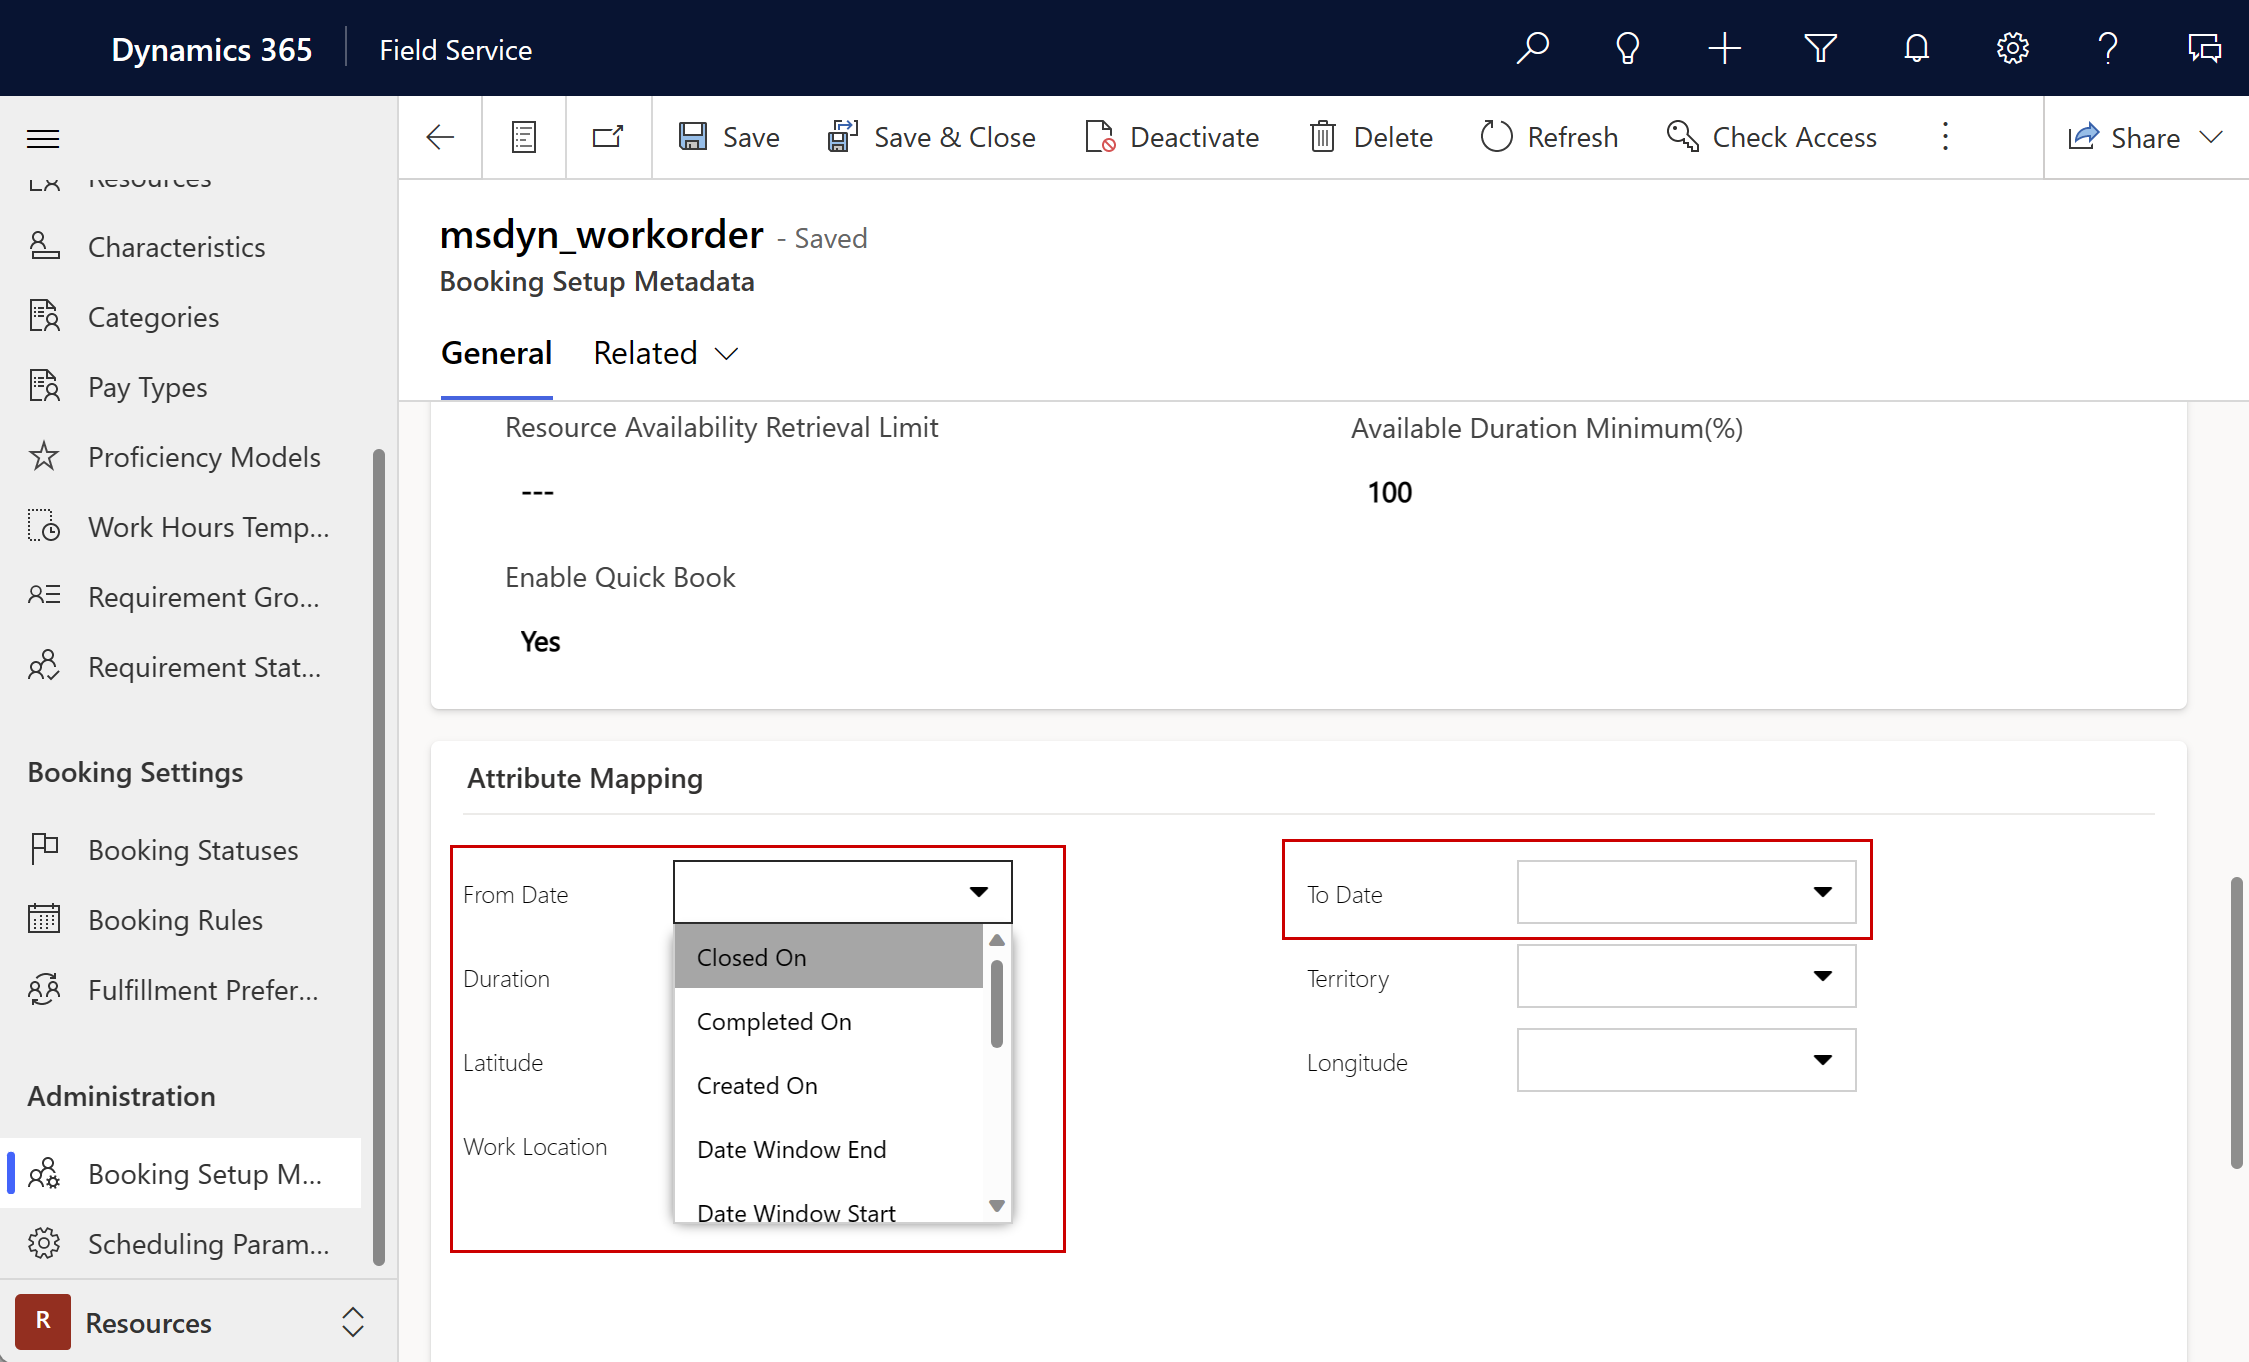 Dynamics 365
Field Service
Save
Save & Close
Deactivate
Delete
Refresh
Check Access
Share
Resources
Characteristics
Categories
Pay Types
Proficiency Models
Work Hours Temp...
Requirement Gro...
Requirement Stat...
Booking Settings
Booking Statuses
Booking Rules
Fulfillment Prefer...
Administration
Booking Setup M...
Scheduling Param...
R
Resources
msdyn_workorder - Saved
Booking Setup Metadata
General
Related
Resource Availability Retrieval Limit
---
Available Duration Minimum(%)
100
Enable Quick Book
Yes
Attribute Mapping
From Date
Closed On
Completed On
Created On
Date Window End
Date Window Start
Duration
Latitude
Work Location
To Date
Territory
Longitude